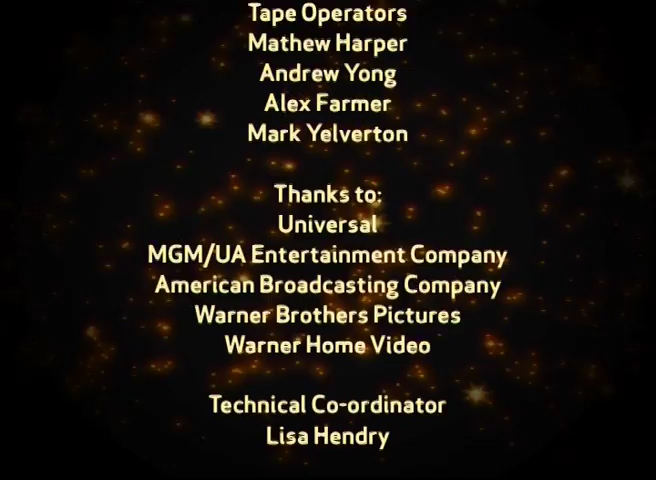 Tape Operators
Mathew Harper
Andrew Yong
Alex Farmer
Mark Yelverton
Thanks to:
Universal
MGM/UA Entertainment Company
American Broadcasting Company
Warner Brothers Pictures
Warner Home Video
Technical Co-ordinator
Lisa Hendry